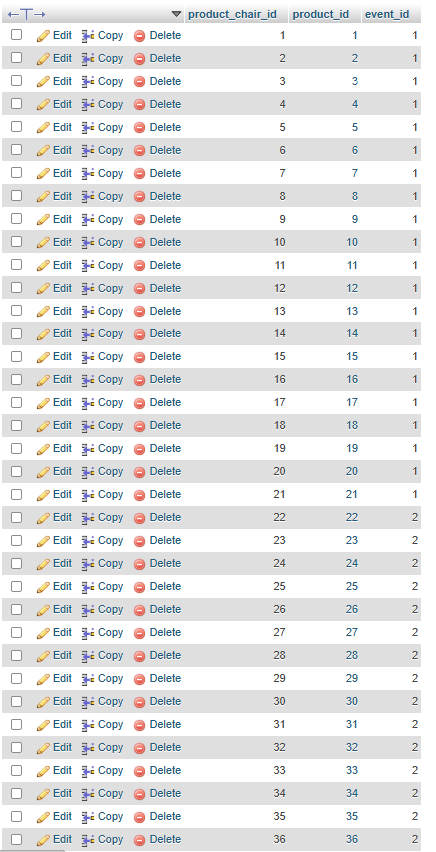 ←T→ product_chair_id product_id event_id
Edit Copy Delete 1 1 1
Edit Copy Delete 2 2 1
Edit Copy Delete 3 3 1
Edit Copy Delete 4 4 1
Edit Copy Delete 5 5 1
Edit Copy Delete 6 6 1
Edit Copy Delete 7 7 1
Edit Copy Delete 8 8 1
Edit Copy Delete 9 9 1
Edit Copy Delete 10 10 1
Edit Copy Delete 11 11 1
Edit Copy Delete 12 12 1
Edit Copy Delete 13 13 1
Edit Copy Delete 14 14 1
Edit Copy Delete 15 15 1
Edit Copy Delete 16 16 1
Edit Copy Delete 17 17 1
Edit Copy Delete 18 18 1
Edit Copy Delete 19 19 1
Edit Copy Delete 20 20 1
Edit Copy Delete 21 21 1
Edit Copy Delete 22 22 2
Edit Copy Delete 23 23 2
Edit Copy Delete 24 24 2
Edit Copy Delete 25 25 2
Edit Copy Delete 26 26 2
Edit Copy Delete 27 27 2
Edit Copy Delete 28 28 2
Edit Copy Delete 29 29 2
Edit Copy Delete 30 30 2
Edit Copy Delete 31 31 2
Edit Copy Delete 32 32 2
Edit Copy Delete 33 33 2
Edit Copy Delete 34 34 2
Edit Copy Delete 35 35 2
Edit Copy Delete 36 36 2